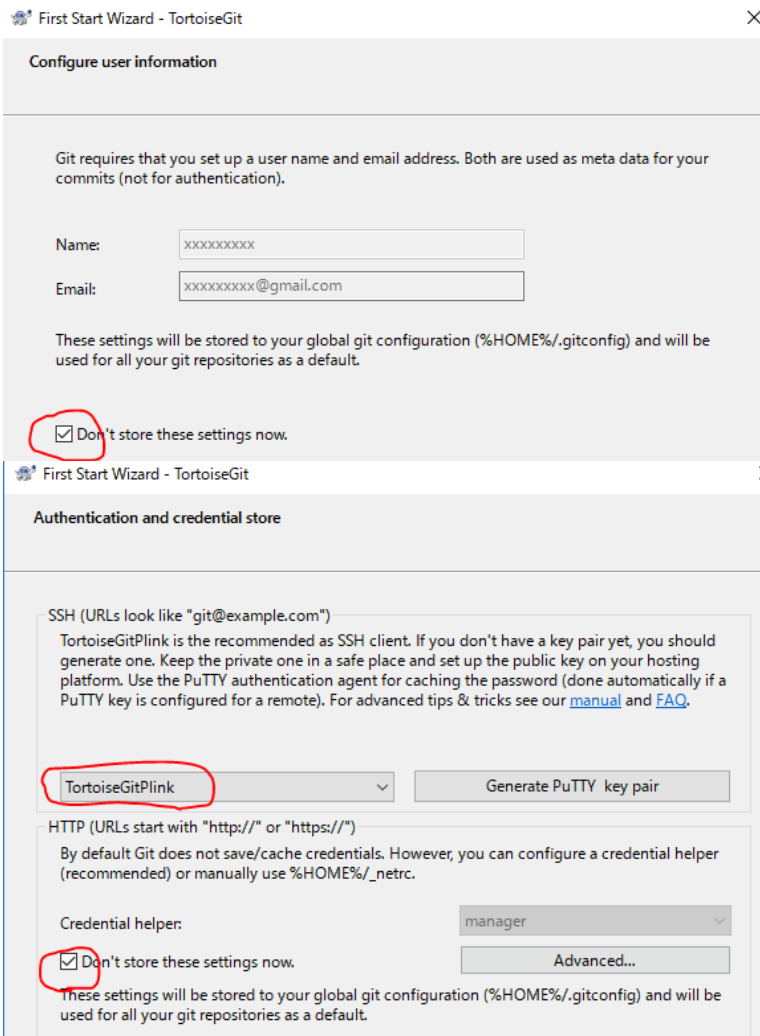 First Start Wizard - TortoiseGit
Configure user information
Git requires that you set up a user name and email address. Both are used as meta data for your
commits (not for authentication).
Name:
xxxxxxxxx
Email:
xxxxxxxxx@gmail.com
These settings will be stored to your global git configuration (%HOME%/.gitconfig) and will be
used for all your git repositories as a default.
Don't store these settings now.
First Start Wizard - TortoiseGit
Authentication and credential store
SSH (URLs look like "git@example.com")
TortoiseGitPlink is the recommended as SSH client. If you don't have a key pair yet, you should
generate one. Keep the private one in a safe place and set up the public key on your hosting
platform. Use the PuTTY authentication agent for caching the password (done automatically if a
PuTTY key is configured for a remote). For advanced tips & tricks see our manual and FAQ.
TortoiseGitPlink
Generate PuTTY key pair
HTTP (URLs start with "http://" or "https://")
By default Git does not save/cache credentials. However, you can configure a credential helper
(recommended) or manually use %HOME%/_netrc.
Credential helper:
manager
Don't store these settings now.
Advanced...
These settings will be stored to your global git configuration (%HOME%/.gitconfig) and will be
used for all your git repositories as a default.